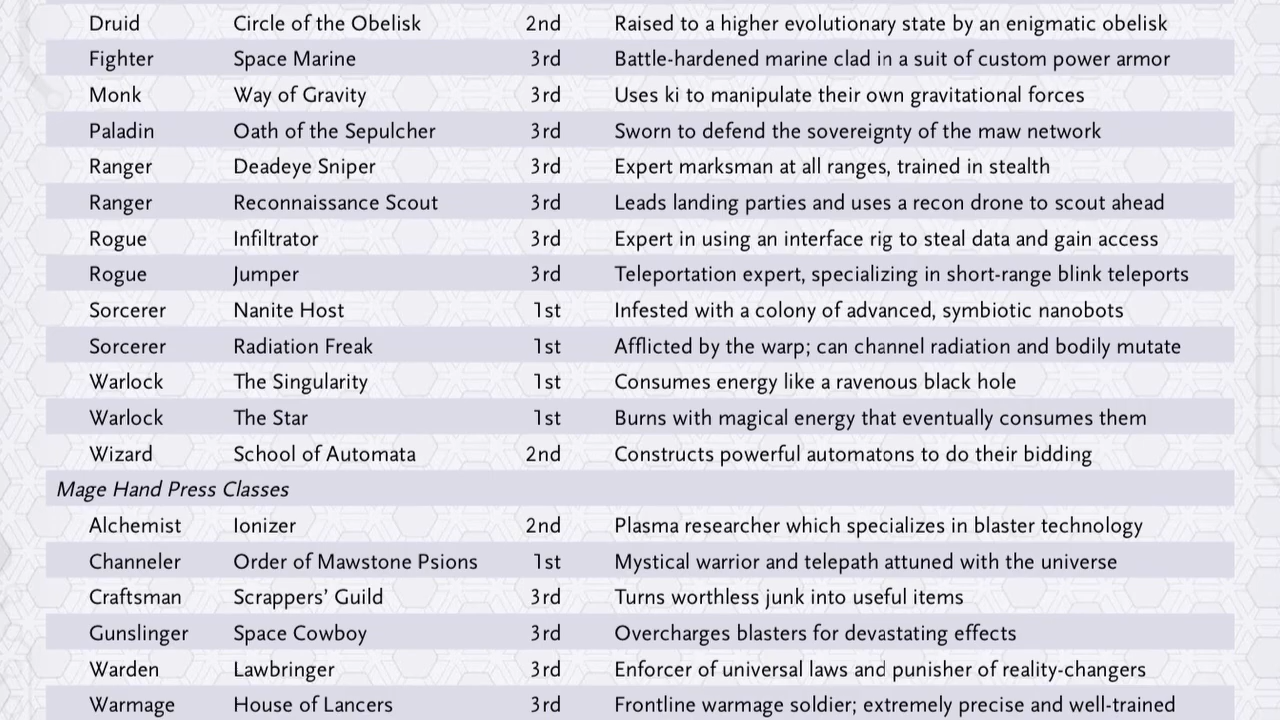 Druid Circle of the Obelisk 2nd Raised to a higher evolutionary state by an enigmatic obelisk
Fighter Space Marine 3rd Battle-hardened marine clad in a suit of custom power armor
Monk Way of Gravity 3rd Uses ki to manipulate their own gravitational forces
Paladin Oath of the Sepulcher 3rd Sworn to defend the sovereignty of the maw network
Ranger Deadeye Sniper 3rd Expert marksman at all ranges, trained in stealth
Ranger Reconnaissance Scout 3rd Leads landing parties and uses a recon drone to scout ahead
Rogue Infiltrator 3rd Expert in using an interface rig to steal data and gain access
Rogue Jumper 3rd Teleportation expert, specializing in short-range blink teleports
Sorcerer Nanite Host 1st Infested with a colony of advanced, symbiotic nanobots
Sorcerer Radiation Freak 1st Afflicted by the warp; can channel radiation and bodily mutate
Warlock The Singularity 1st Consumes energy like a ravenous black hole
Warlock The Star 1st Burns with magical energy that eventually consumes them
Wizard School of Automata 2nd Constructs powerful automatons to do their bidding
Mage Hand Press Classes
Alchemist Ionizer 2nd Plasma researcher which specializes in blaster technology
Channeler Order of Mawstone Psions 1st Mystical warrior and telepath attuned with the universe
Craftsman Scrappers’ Guild 3rd Turns worthless junk into useful items
Gunslinger Space Cowboy 3rd Overcharges blasters for devastating effects
Warden Lawbringer 3rd Enforcer of universal laws and punisher of reality-changers
Warmage House of Lancers 3rd Frontline warmage soldier; extremely precise and well-trained